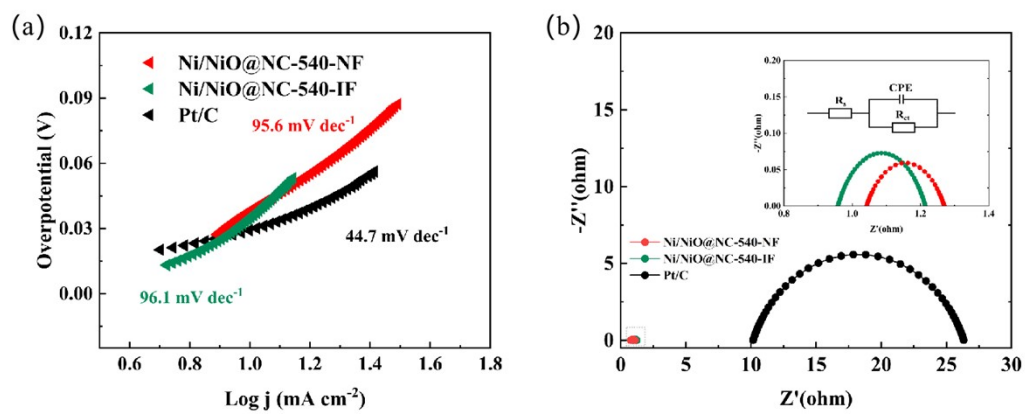 (a)
0.12
0.09
0.06
0.03
0.00
Overpotential (V)
Ni/NiO@NC-540-NF
Ni/NiO@NC-540-IF
Pt/C
95.6 mV dec⁻¹
44.7 mV dec⁻¹
96.1 mV dec⁻¹
0.6 0.8 1.0 1.2 1.4 1.6 1.8
Log j (mA cm⁻²)
(b)
20
15
10
5
0
-Z''(ohm)
0.20
0.15
0.10
0.05
0.00
-Z''(ohm)
CPE
Rs
Rct
0.8 1.0 1.2 1.4
Z'(ohm)
Ni/NiO@NC-540-NF
Ni/NiO@NC-540-IF
Pt/C
0 5 10 15 20 25 30
Z'(ohm)